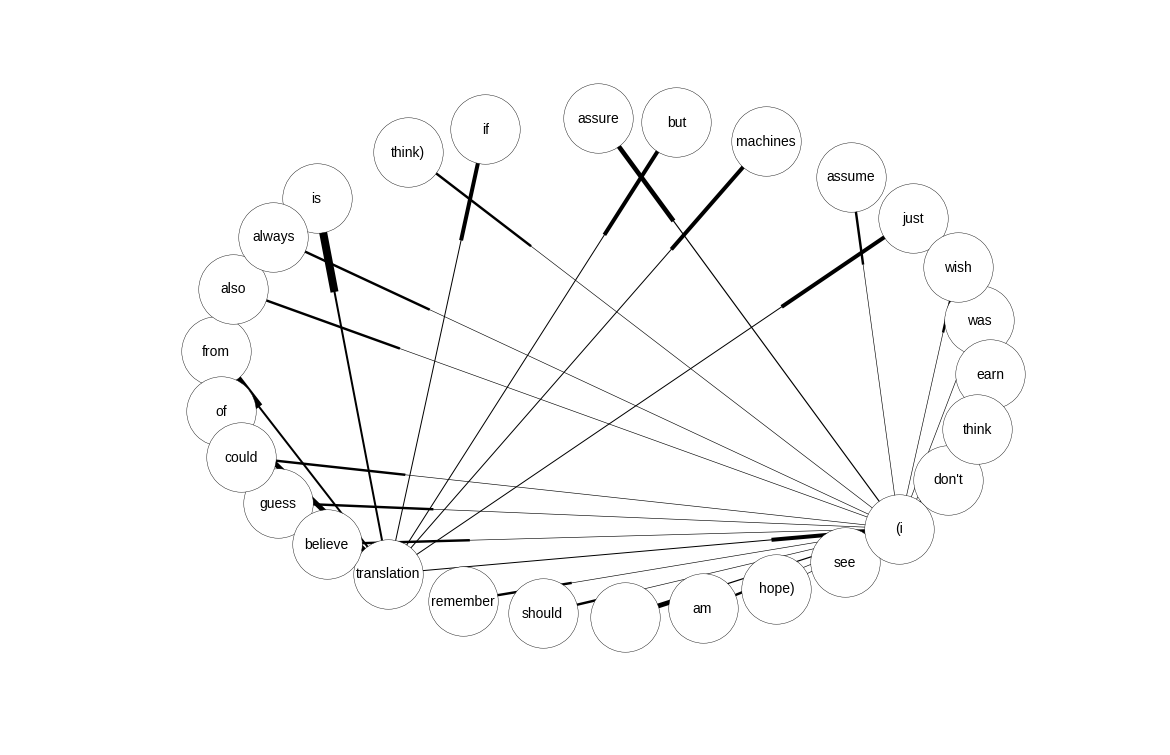 assure
but
if
machines
think)
assume
is
just
always
wish
also
was
from
earn
of
think
could
don't
guess
(i
believe
see
translation
hope)
remember
am
should